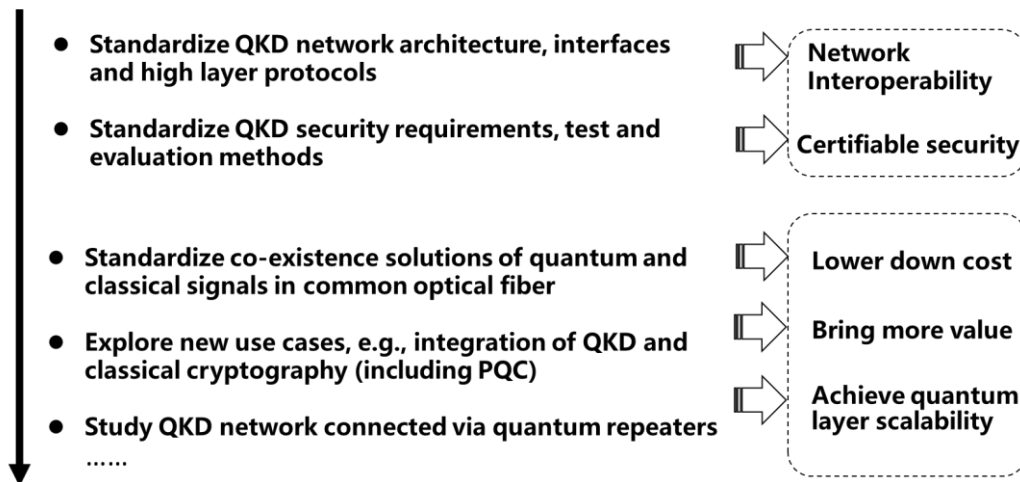 ● Standardize QKD network architecture, interfaces
and high layer protocols
Network
Interoperability
● Standardize QKD security requirements, test and
evaluation methods
Certifiable security
● Standardize co-existence solutions of quantum and
classical signals in common optical fiber
Lower down cost
● Explore new use cases, e.g., integration of QKD and
classical cryptography (including PQC)
Bring more value
● Study QKD network connected via quantum repeaters
Achieve quantum
layer scalability
……